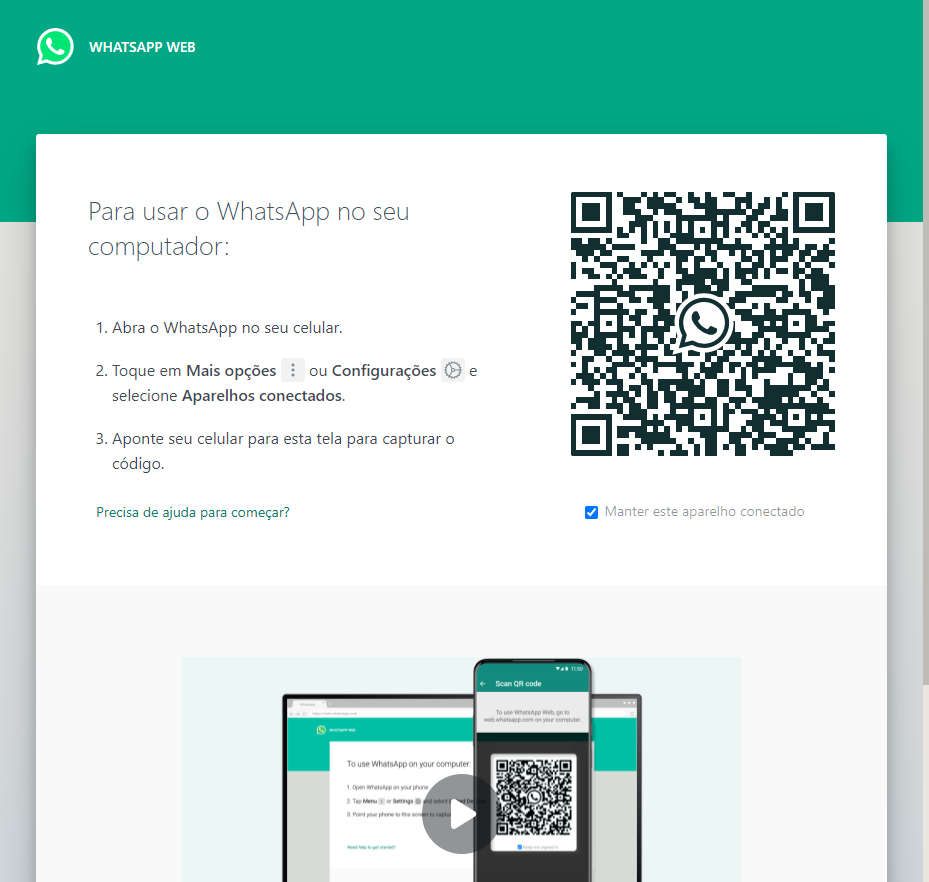 WHATSAPP WEB
Para usar o WhatsApp no seu
computador:
1. Abra o WhatsApp no seu celular.
2. Toque em Mais opções ou Configurações e
selecione Aparelhos conectados.
3. Aponte seu celular para esta tela para capturar o
código.
Precisa de ajuda para começar?
Manter este aparelho conectado
Scan QR code
To use WhatsApp Web, go to
web.whatsapp.com on your computer.
WHATSAPP WEB
To use WhatsApp on your computer:
1. Open WhatsApp on your phone
2. Tap Menu or Settings and select
3. Point your phone to this screen to
Need help to get started?
Keep me signed in